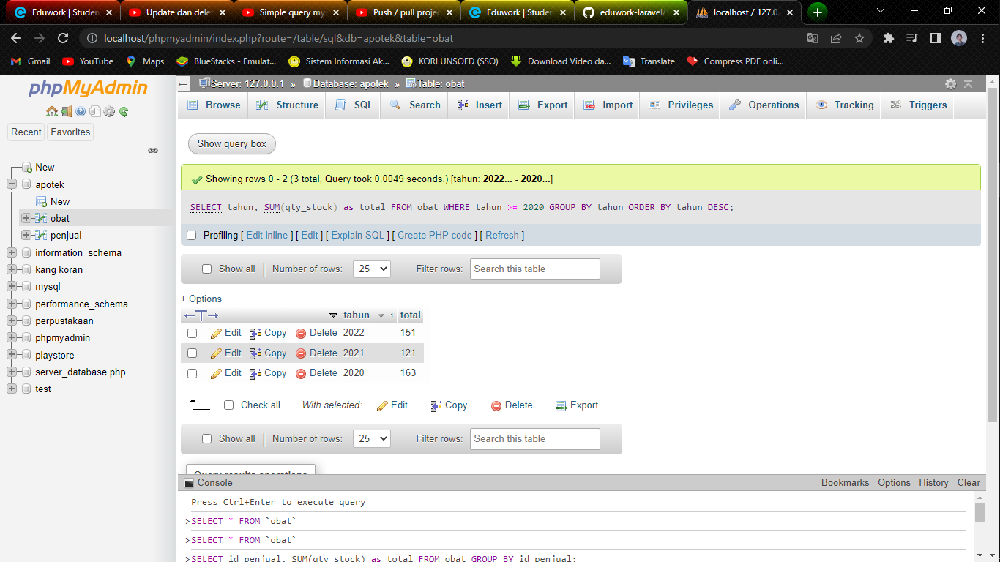 Eduwork | Studen
Update dan delet
Simple query my
Push / pull projec
Eduwork | Studen
eduwork-laravel/
localhost / 127.0.
localhost/phpmyadmin/index.php?route=/table/sql&db=apotek&table=obat
Gmail
YouTube
Maps
BlueStacks - Emulat...
Sistem Informasi Ak...
KORI UNSOED (SSO)
Download Video da...
Translate
Compress PDF onli...
phpMyAdmin
Recent
Favorites
New
apotek
New
obat
penjual
information_schema
kang koran
mysql
performance_schema
perpustakaan
phpmyadmin
playstore
server_database.php
test
Server: 127.0.0.1 » Database: apotek » Table: obat
Browse
Structure
SQL
Search
Insert
Export
Import
Privileges
Operations
Tracking
Triggers
Show query box
Showing rows 0 - 2 (3 total, Query took 0.0049 seconds.) [tahun: 2022... - 2020...]
SELECT tahun, SUM(qty_stock) as total FROM obat WHERE tahun >= 2020 GROUP BY tahun ORDER BY tahun DESC;
Profiling [ Edit inline ] [ Edit ] [ Explain SQL ] [ Create PHP code ] [ Refresh ]
Show all | Number of rows: 25 Filter rows: Search this table
+ Options
tahun 1 total
Edit Copy Delete 2022 151
Edit Copy Delete 2021 121
Edit Copy Delete 2020 163
Check all With selected: Edit Copy Delete Export
Show all | Number of rows: 25 Filter rows: Search this table
Query results operations
Console
Bookmarks Options History Clear
Press Ctrl+Enter to execute query
>SELECT * FROM `obat`
>SELECT * FROM `obat`
>SELECT id_penjual, SUM(qty_stock) as total FROM obat GROUP BY id_penjual;